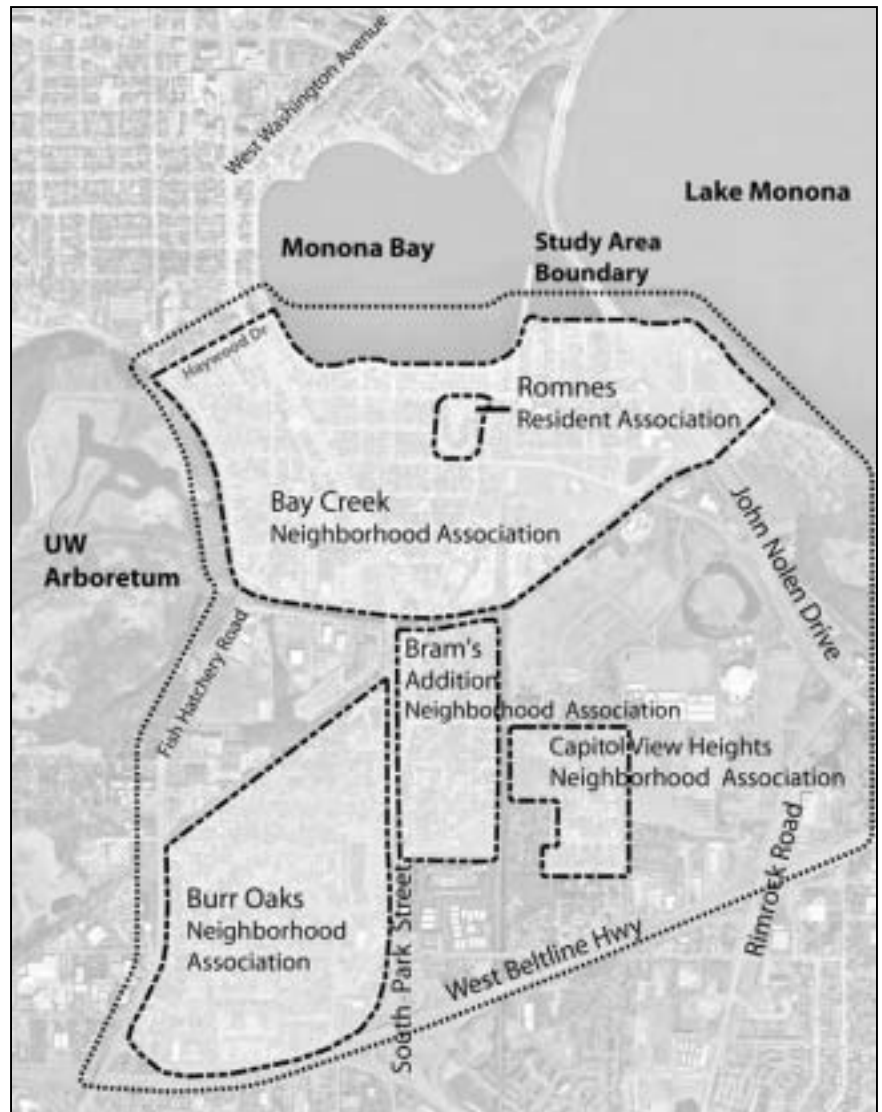 West Washington Avenue
Lake Monona
Monona Bay
Study Area
Boundary
Haywood Dr
Romnes
Resident Association
Bay Creek
Neighborhood Association
UW
Arboretum
John Nolen Drive
Fish Hatchery Road
Bram's
Addition
Neighborhood Association
Capitol View Heights
Neighborhood Association
Rimrock Road
Burr Oaks
Neighborhood
Association
South Park Street
West Beltline Hwy